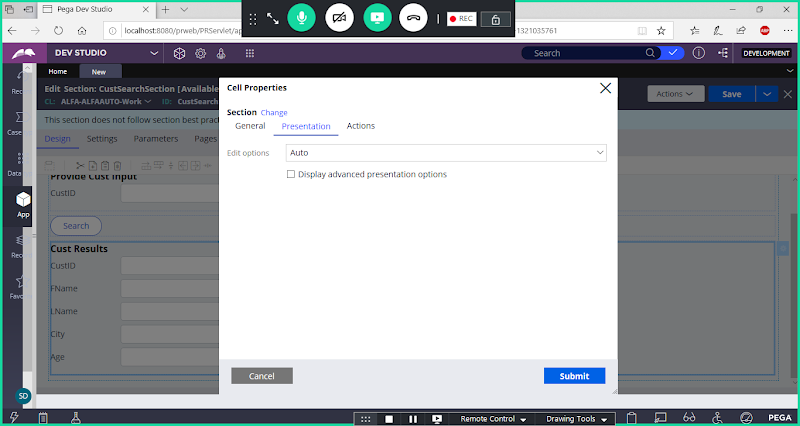 Pega Dev Studio
REC
localhost:8080/prweb/PRServlet/ap
1321035761
ABP
DEV STUDIO
Search
DEVELOPMENT
Home
New
Edit Section: CustSearchSection [Available
CL: ALFA-ALFAAUTO-Work
ID: CustSearch
Actions
Save
This section does not follow section best prac
Design
Settings
Parameters
Pages
Cell Properties
Section Change
General
Presentation
Actions
Edit options
Auto
Display advanced presentation options
Cancel
Submit
Reco
Case
Data
App
Reco
Favo
SD
Provide Cust Input
CustID
Search
Cust Results
CustID
FName
LName
City
Age
Remote Control
Drawing Tools
PEGA